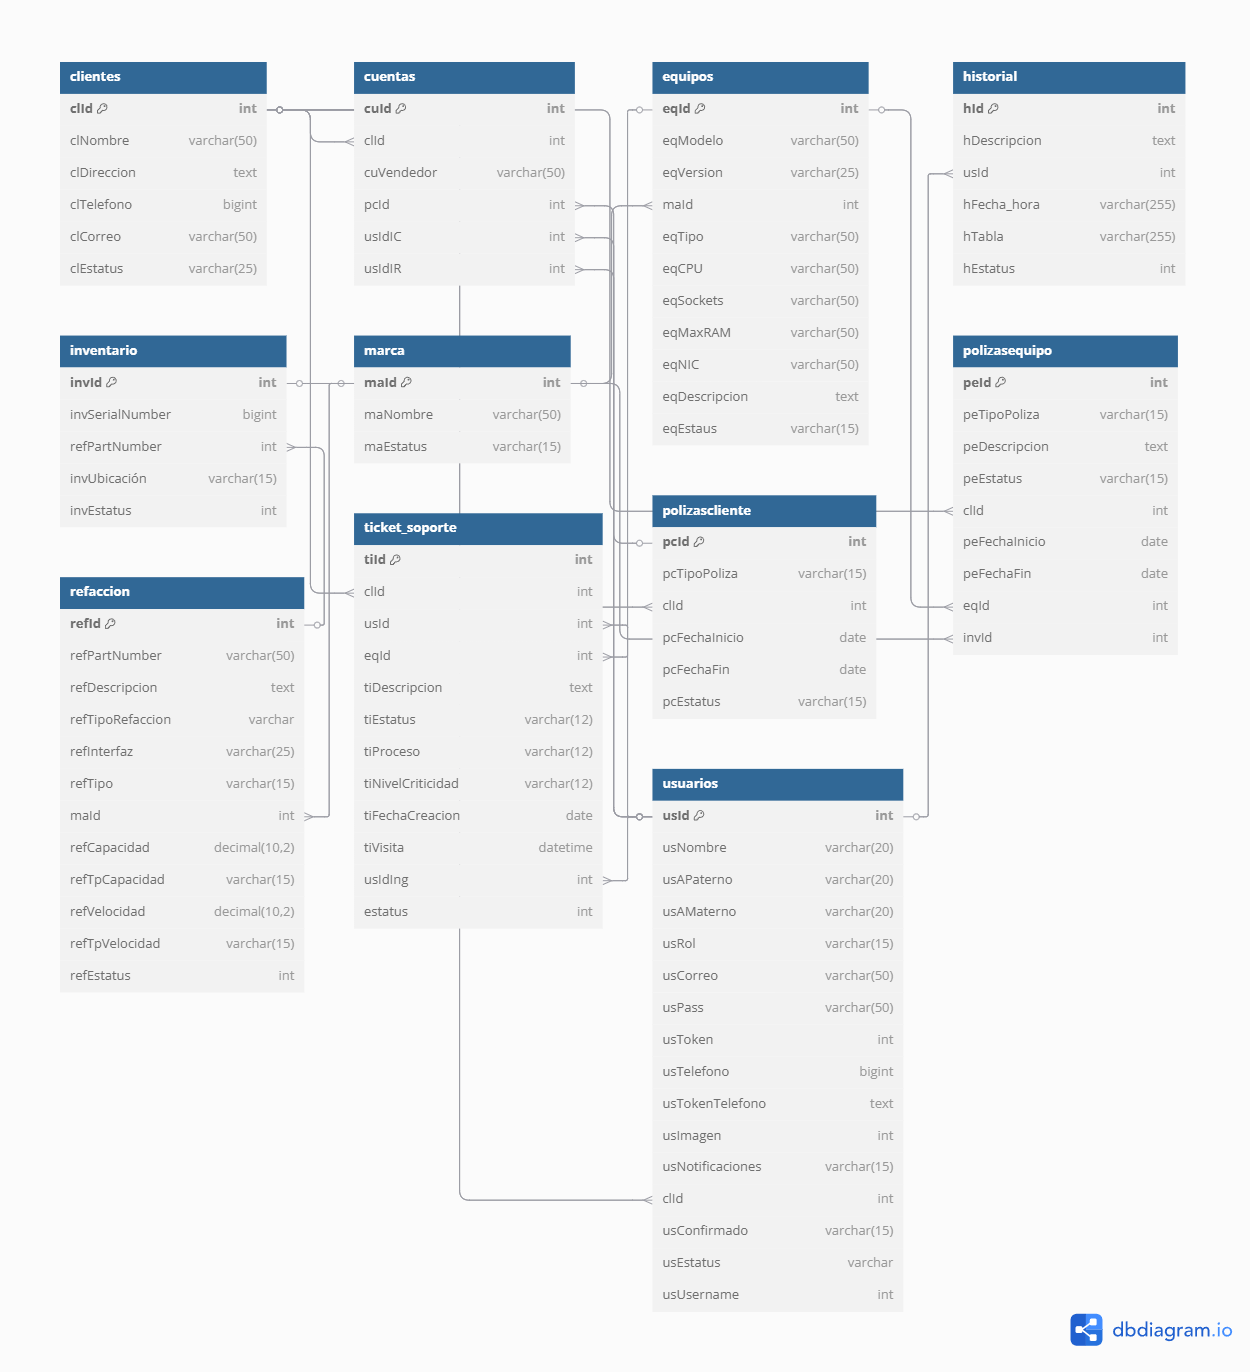 clientes
clId int
clNombre varchar(50)
clDireccion text
clTelefono bigint
clCorreo varchar(50)
clEstatus varchar(25)
cuentas
cuId int
clId int
cuVendedor varchar(50)
pcId int
usIdIC int
usIdIR int
equipos
eqId int
eqModelo varchar(50)
eqVersion varchar(25)
maId int
eqTipo varchar(50)
eqCPU varchar(50)
eqSockets varchar(50)
eqMaxRAM varchar(50)
eqNIC varchar(50)
eqDescripcion text
eqEstaus varchar(15)
historial
hId int
hDescripcion text
usId int
hFecha_hora varchar(255)
hTabla varchar(255)
hEstatus int
inventario
invId int
invSerialNumber bigint
refPartNumber int
invUbicación varchar(15)
invEstatus int
marca
maId int
maNombre varchar(50)
maEstatus varchar(15)
polizasequipo
peId int
peTipoPoliza varchar(15)
peDescripcion text
peEstatus varchar(15)
clId int
peFechaInicio date
peFechaFin date
eqId int
invId int
polizascliente
pcId int
pcTipoPoliza varchar(15)
clId int
pcFechaInicio date
pcFechaFin date
pcEstatus varchar(15)
ticket_soporte
tiId int
clId int
usId int
eqId int
tiDescripcion text
tiEstatus varchar(12)
tiProceso varchar(12)
tiNivelCriticidad varchar(12)
tiFechaCreacion date
tiVisita datetime
usIdIng int
estatus int
refaccion
refId int
refPartNumber varchar(50)
refDescripcion text
refTipoRefaccion varchar
refInterfaz varchar(25)
refTipo varchar(15)
maId int
refCapacidad decimal(10,2)
refTpCapacidad varchar(15)
refVelocidad decimal(10,2)
refTpVelocidad varchar(15)
refEstatus int
usuarios
usId int
usNombre varchar(20)
usAPaterno varchar(20)
usAMaterno varchar(20)
usRol varchar(15)
usCorreo varchar(50)
usPass varchar(50)
usToken int
usTelefono bigint
usTokenTelefono text
usImagen int
usNotificaciones varchar(15)
clId int
usConfirmado varchar(15)
usEstatus varchar
usUsername int
dbdiagram.io